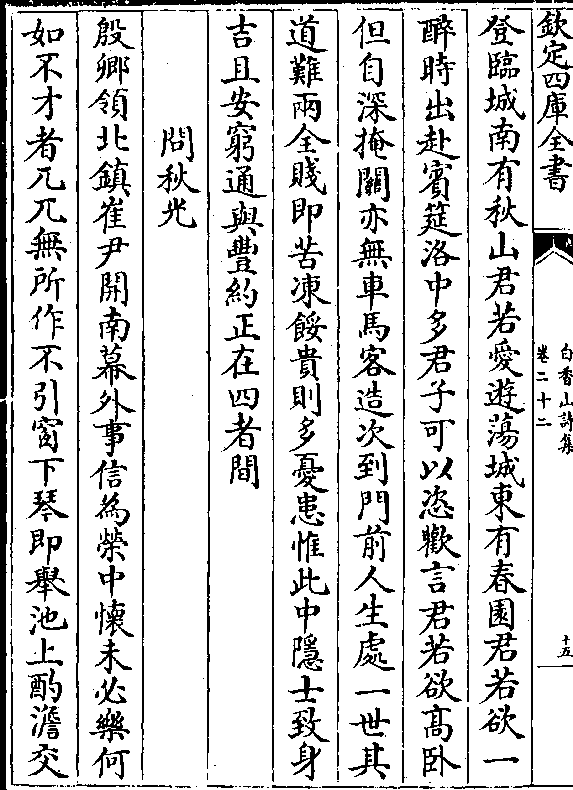 欽定四庫全書
白香山詩集
卷二十二
十五
登臨城南有秋山君若愛遊蕩城東有春園君若欲一
醉時出赴賓筵洛中多君子可以恣歡言君若欲高臥
但自深掩關亦無車馬客造次到門前人生處一世其
道難兩全賤即苦凍餒貴則多憂患惟此中隱士致身
吉且安窮通與豐約正在四者間
問秋光
殷卿領北鎮崔尹開南幕外事信為榮中懷未必樂何
如不才者兀兀無所作不引窗下琴即舉池上酌澹交